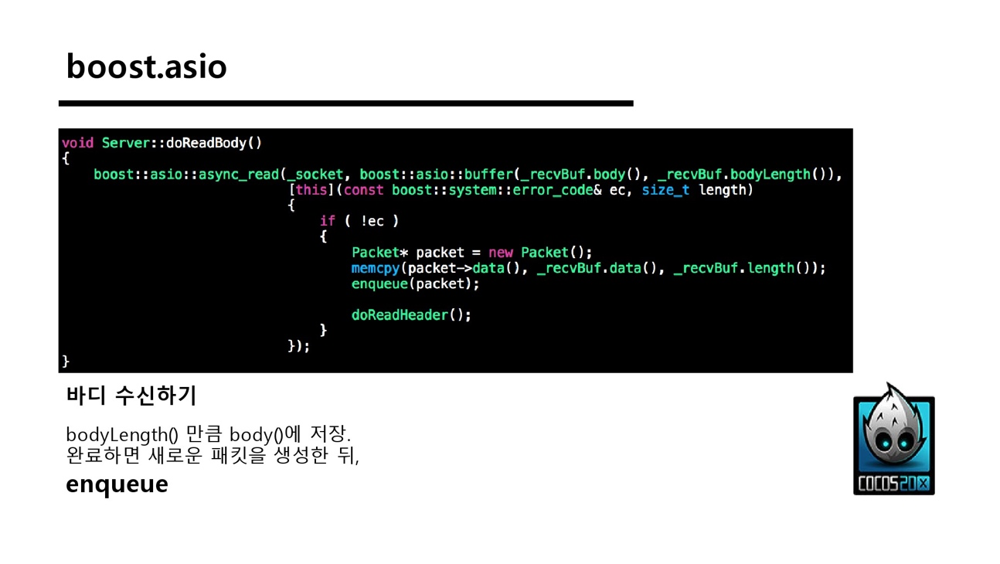 boost.asio
void Server::doReadBody()
{
    boost::asio::async_read(_socket, boost::asio::buffer(_recvBuf.body(), _recvBuf.bodyLength()),
                            [this](const boost::system::error_code& ec, size_t length)
                            {
                                if ( !ec )
                                {
                                    Packet* packet = new Packet();
                                    memcpy(packet->data(), _recvBuf.data(), _recvBuf.length());
                                    enqueue(packet);

                                    doReadHeader();
                                }
                            });
}
바디 수신하기
bodyLength() 만큼 body()에 저장.
완료하면 새로운 패킷을 생성한 뒤,
enqueue
COCOS2DX